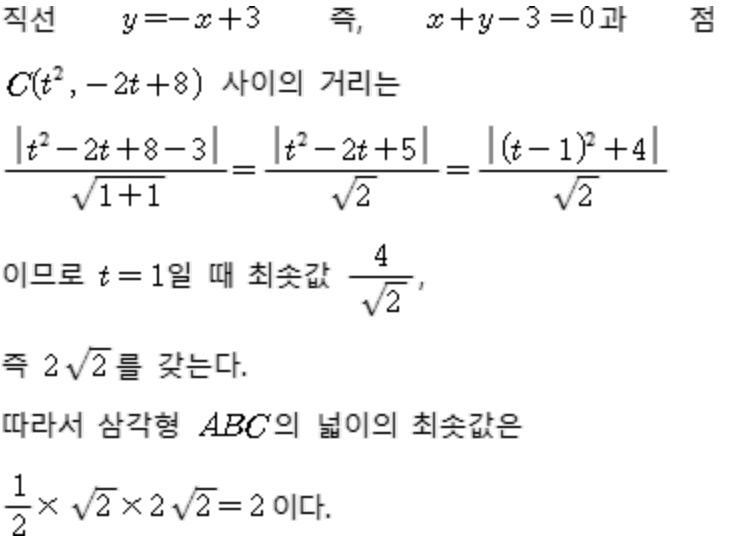 직선 y=-x+3 즉, x+y-3=0과 점
C(t², -2t+8) 사이의 거리는
|t²-2t+8-3|/√(1+1) = |t²-2t+5|/√2 = |(t-1)²+4|/√2
이므로 t=1일 때 최솟값 4/√2,
즉 2√2를 갖는다.
따라서 삼각형 ABC의 넓이의 최솟값은
1/2 × √2 × 2√2 = 2 이다.